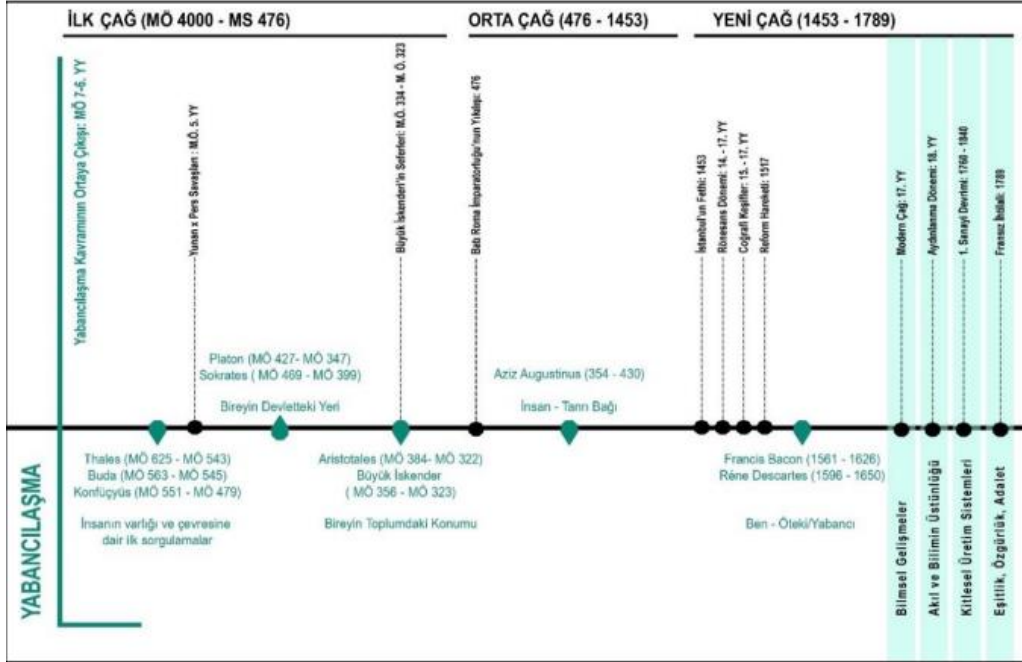 İLK ÇAĞ (MÖ 4000 - MS 476)
ORTA ÇAĞ (476 - 1453)
YENİ ÇAĞ (1453 - 1789)
Yabancılaşma Kavramının Ortaya Çıkışı: MÖ 7-6. YY
Yunan x Pers Savaşları : M.Ö. 5. YY
Büyük İskender'in Seferleri: M.Ö. 334 - M. Ö. 323
Batı Roma İmparatorluğu'nun Yıkılışı: 476
İstanbul'un Fethi: 1453
Rönesans Dönemi: 14. - 17. YY
Coğrafi Keşifler: 15. - 17. YY
Reform Hareketi: 1517
Modern Çağ: 17. YY
Aydınlanma Dönemi: 18. YY
1. Sanayi Devrimi: 1760 - 1840
Fransız İhtilali: 1789
Platon (MÖ 427- MÖ 347)
Sokrates ( MÖ 469 - MÖ 399)
Bireyin Devletteki Yeri
Aziz Augustinus (354 - 430)
İnsan - Tanrı Bağı
YABANCILAŞMA
Thales (MÖ 625 - MÖ 543)
Buda (MÖ 563 - MÖ 545)
Konfüçyüs (MÖ 551 - MÖ 479)
İnsanın varlığı ve çevresine
dair ilk sorgulamalar
Aristotales (MÖ 384- MÖ 322)
Büyük İskender
( MÖ 356 - MÖ 323)
Bireyin Toplumdaki Konumu
Francis Bacon (1561 - 1626)
Réne Descartes (1596 - 1650)
Ben - Öteki/Yabancı
Bilmsel Gelişmeler
Akıl ve Bilimin Üstünlüğü
Kitlesel Üretim Sistemleri
Eşitlik, Özgürlük, Adalet